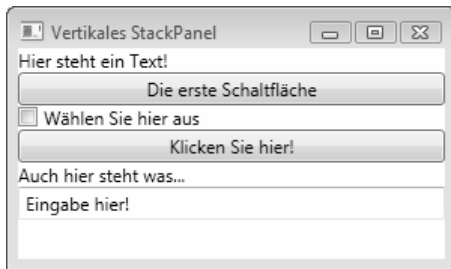 Vertikales StackPanel
Hier steht ein Text!
Die erste Schaltfläche
Wählen Sie hier aus
Klicken Sie hier!
Auch hier steht was...
Eingabe hier!